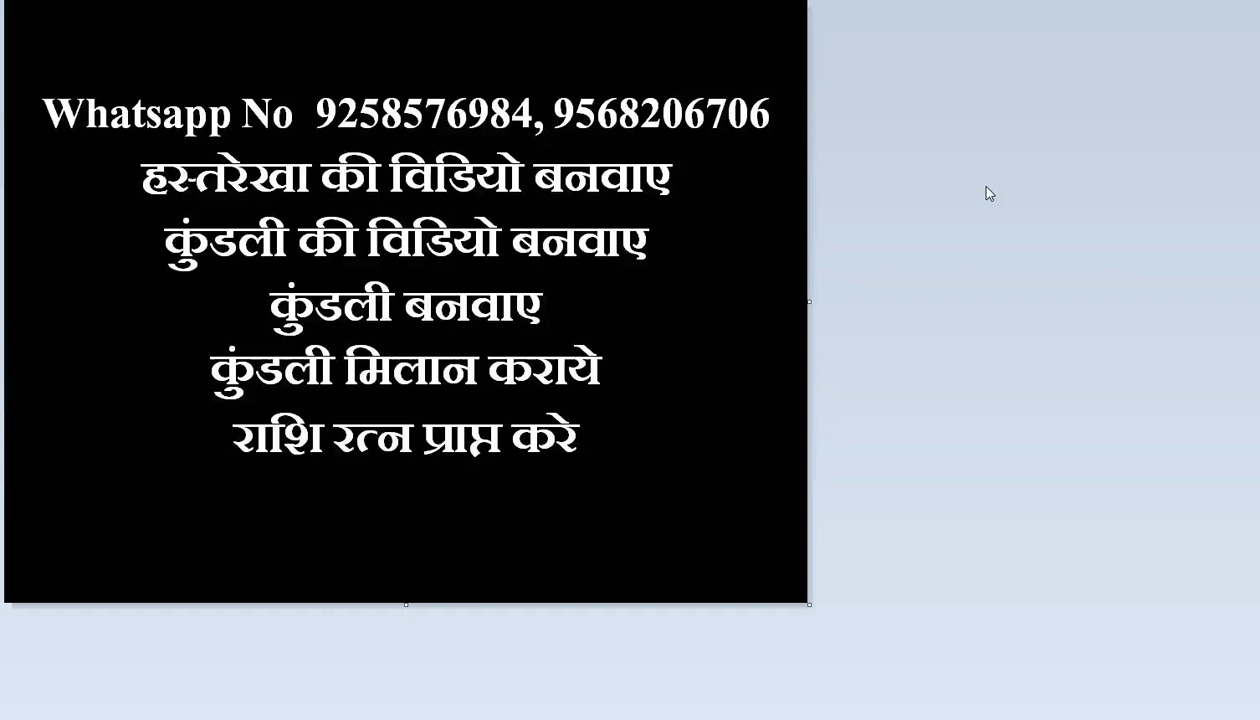 Whatsapp No 9258576984, 9568206706
हस्तरेखा की विडियो बनवाए
कुंडली की विडियो बनवाए
कुंडली बनवाए
कुंडली मिलान कराये
राशि रत्न प्राप्त करे